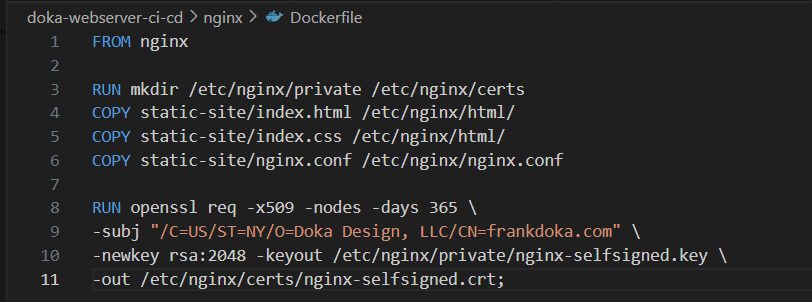 doka-webserver-ci-cd > nginx > Dockerfile
1 FROM nginx
2
3 RUN mkdir /etc/nginx/private /etc/nginx/certs
4 COPY static-site/index.html /etc/nginx/html/
5 COPY static-site/index.css /etc/nginx/html/
6 COPY static-site/nginx.conf /etc/nginx/nginx.conf
7
8 RUN openssl req -x509 -nodes -days 365 \
9 -subj "/C=US/ST=NY/O=Doka Design, LLC/CN=frankdoka.com" \
10 -newkey rsa:2048 -keyout /etc/nginx/private/nginx-selfsigned.key \
11 -out /etc/nginx/certs/nginx-selfsigned.crt;